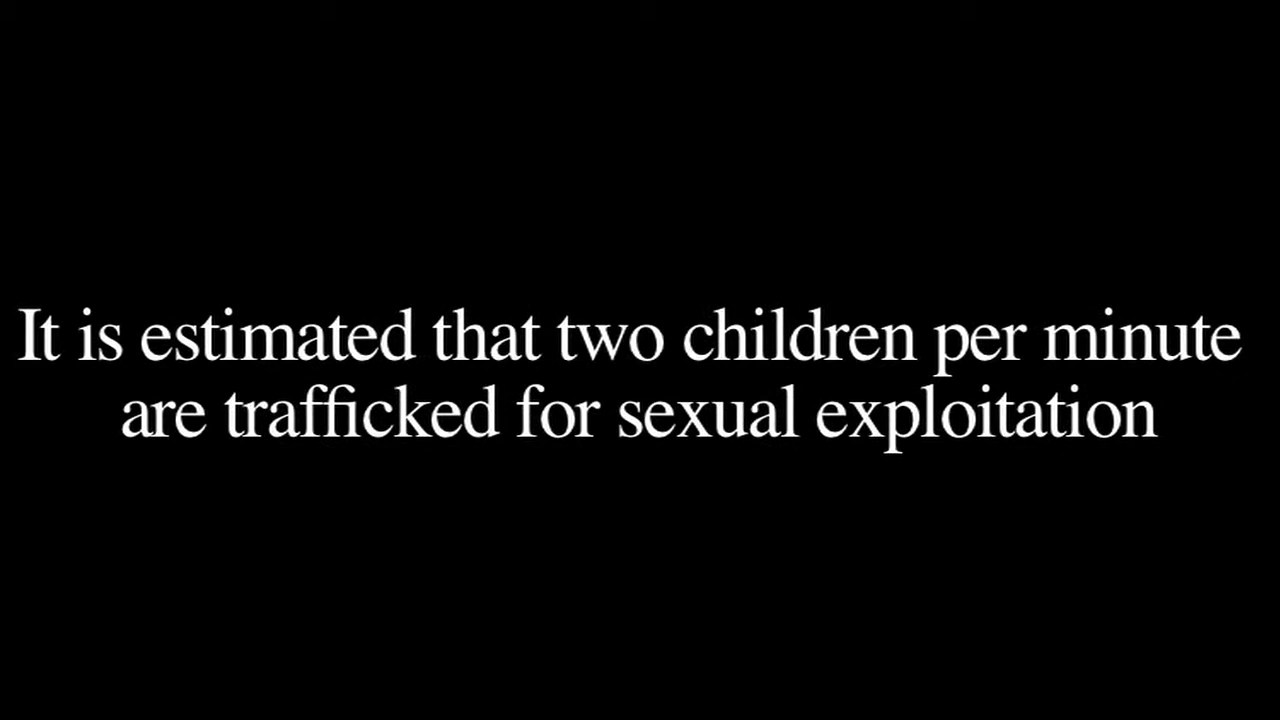 It is estimated that two children per minute
are trafficked for sexual exploitation